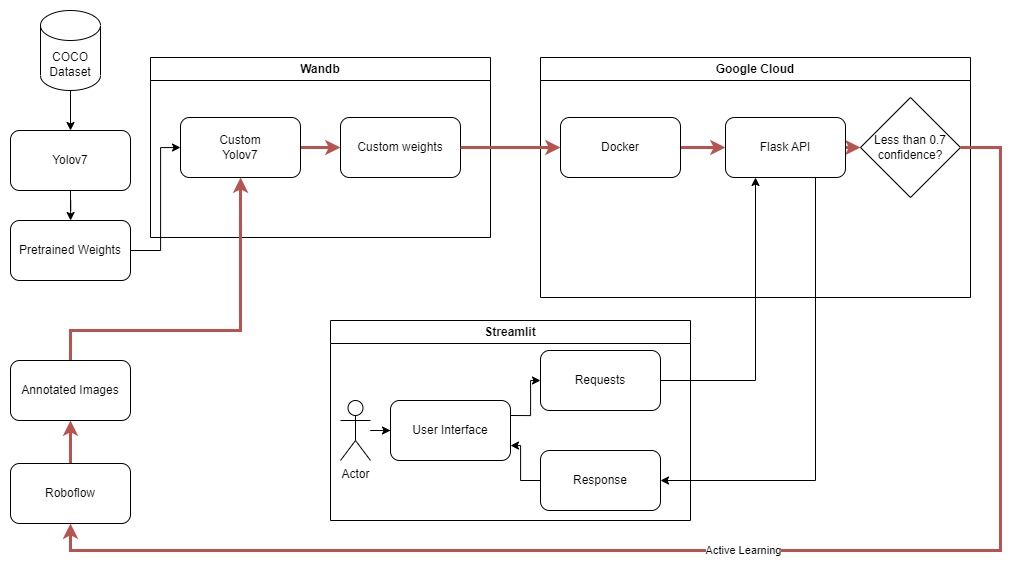 COCO
Dataset
Wandb
Google Cloud
Yolov7
Custom
Yolov7
Custom weights
Docker
Flask API
Less than 0.7
confidence?
Pretrained Weights
Streamlit
Annotated Images
Requests
User Interface
Actor
Response
Roboflow
Active Learning